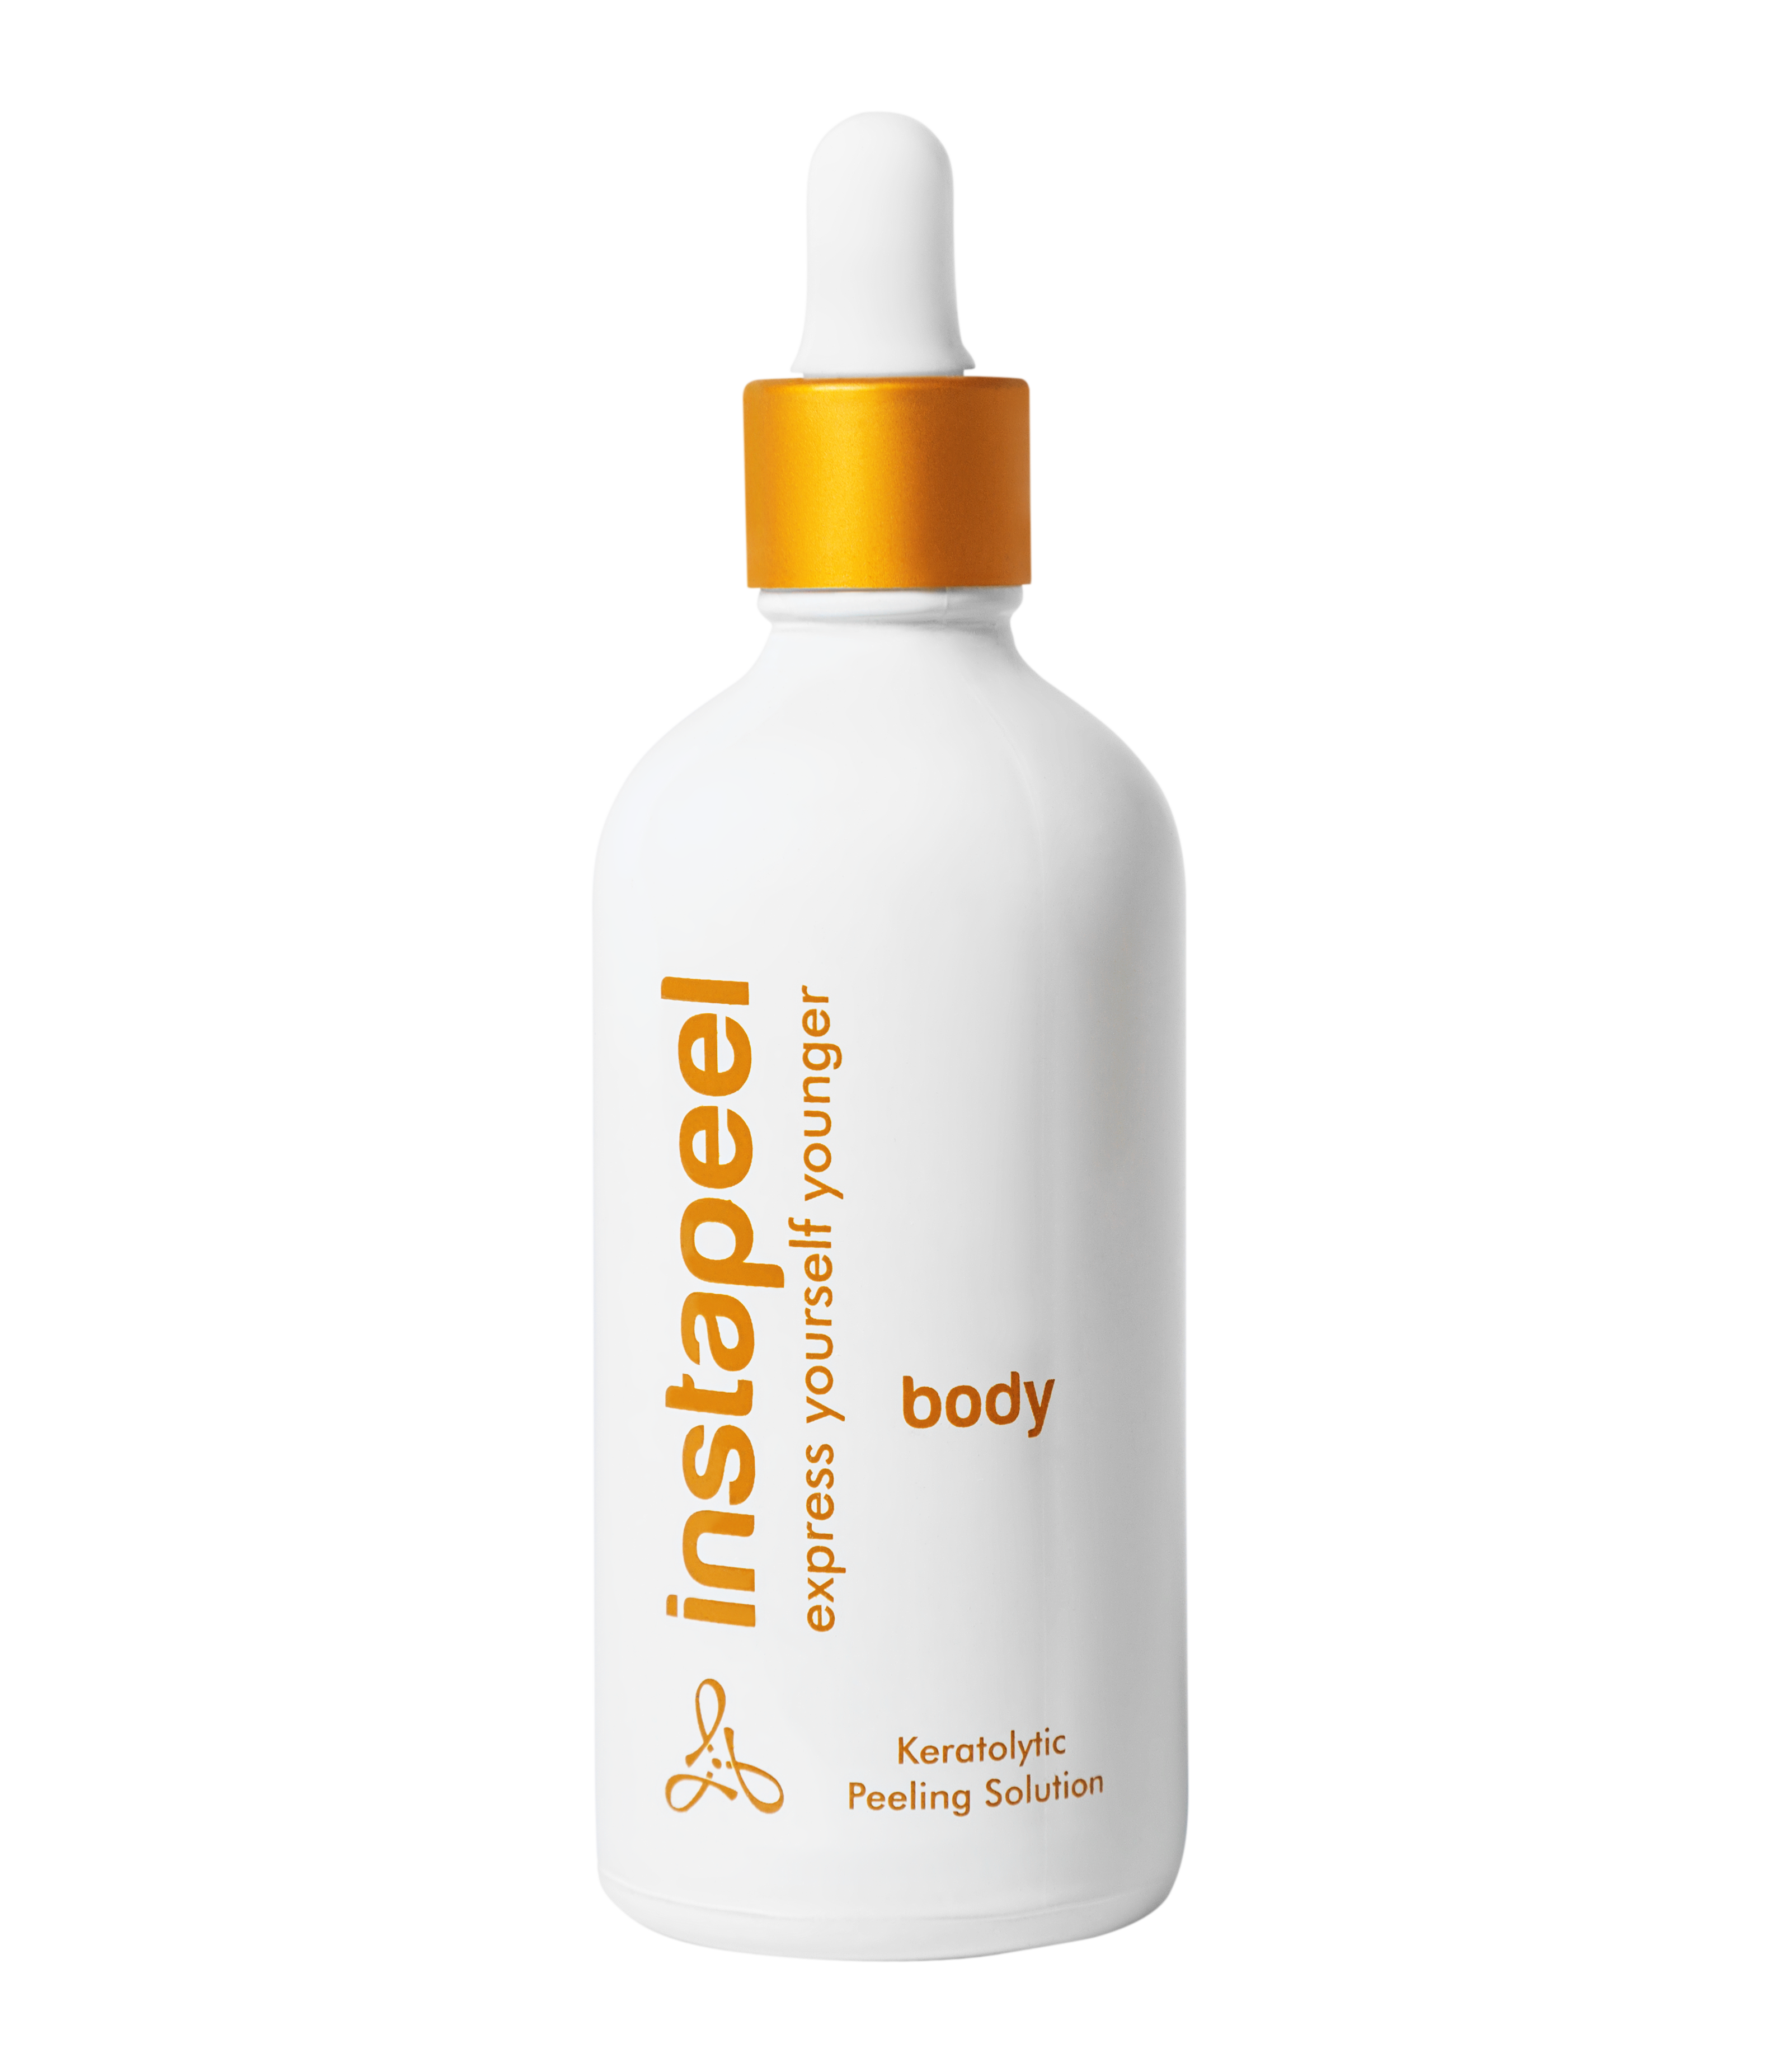 instapeel
express yourself younger
body
Keratolytic
Peeling Solution